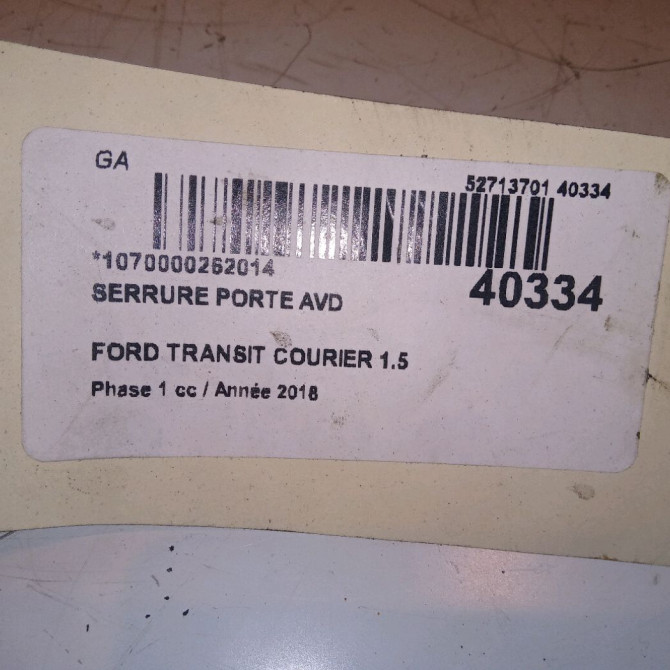 GA
52713701 40334
*1070000262014
40334
SERRURE PORTE AVD
FORD TRANSIT COURIER 1.5
Phase 1 cc / Année 2018